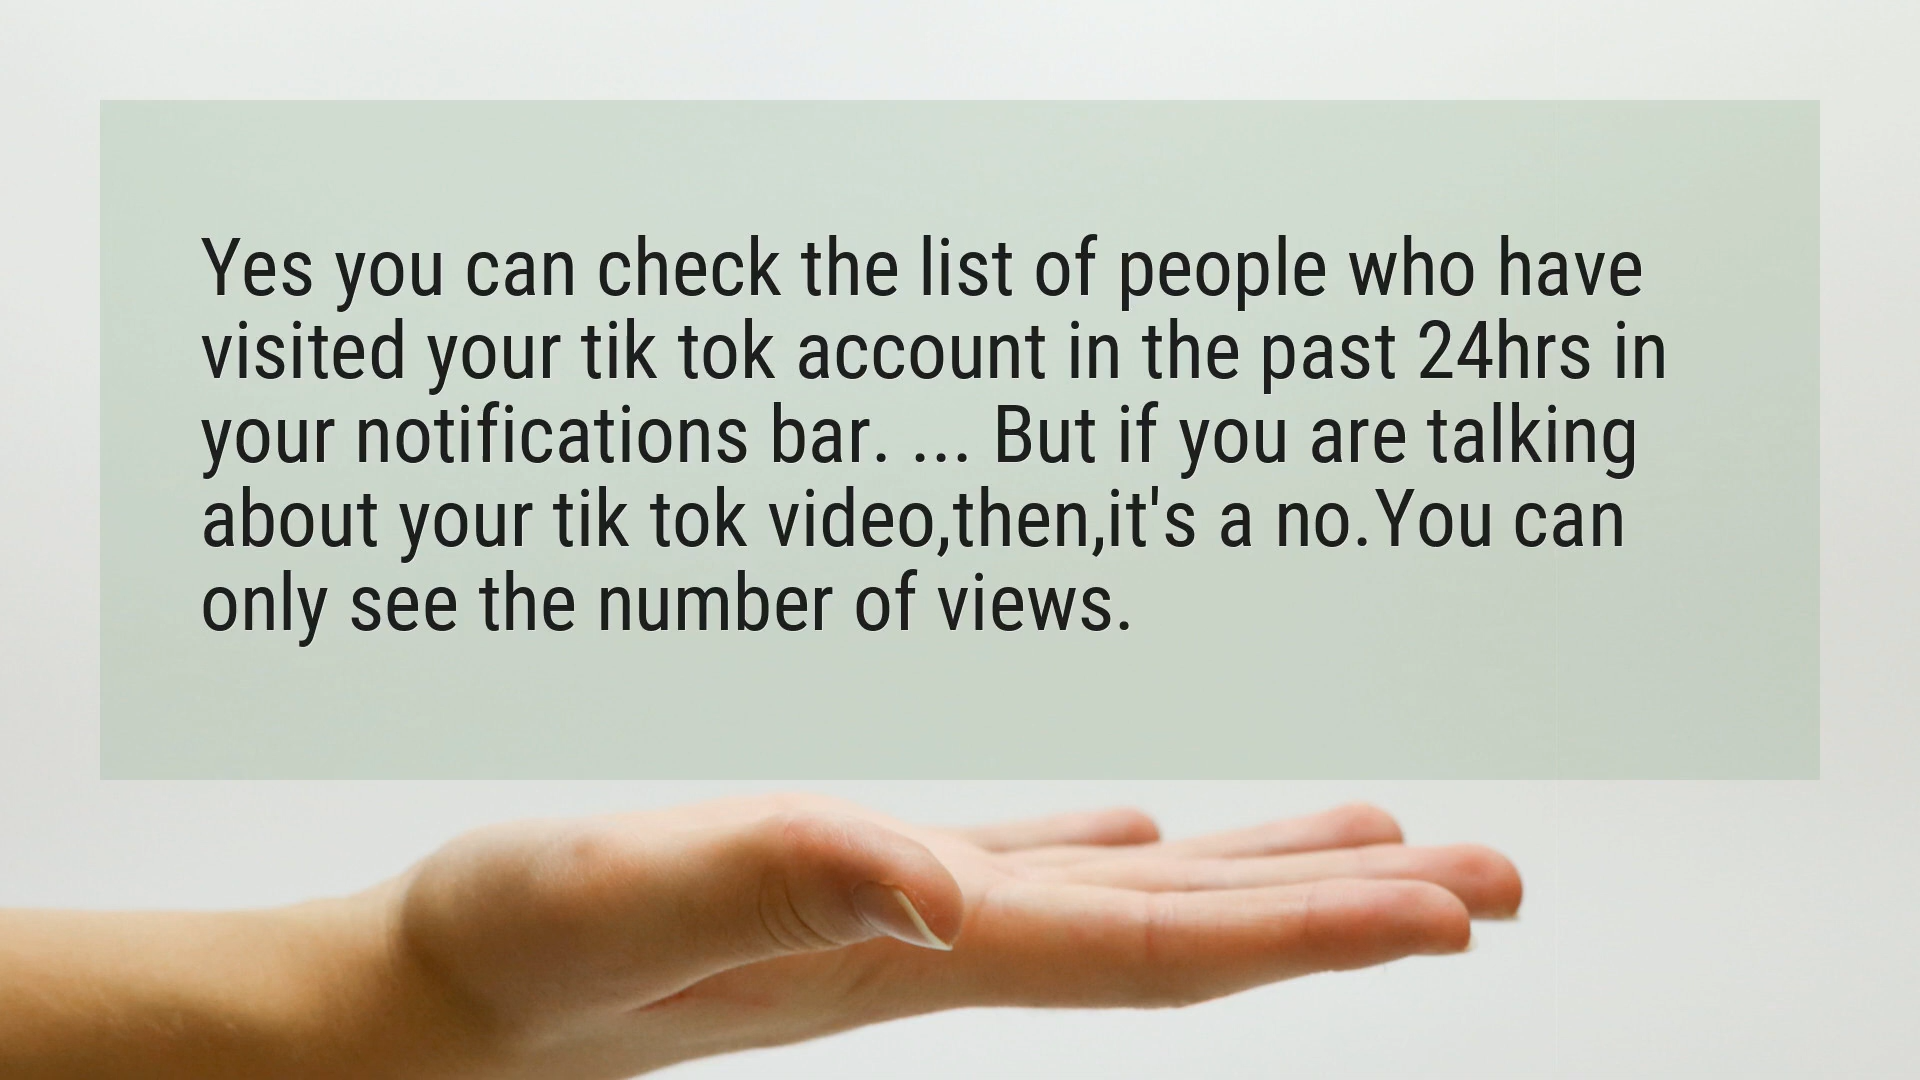 Yes you can check the list of people who have
visited your tik tok account in the past 24hrs in
your notifications bar. ... But if you are talking
about your tik tok video,then,it's a no.You can
only see the number of views.